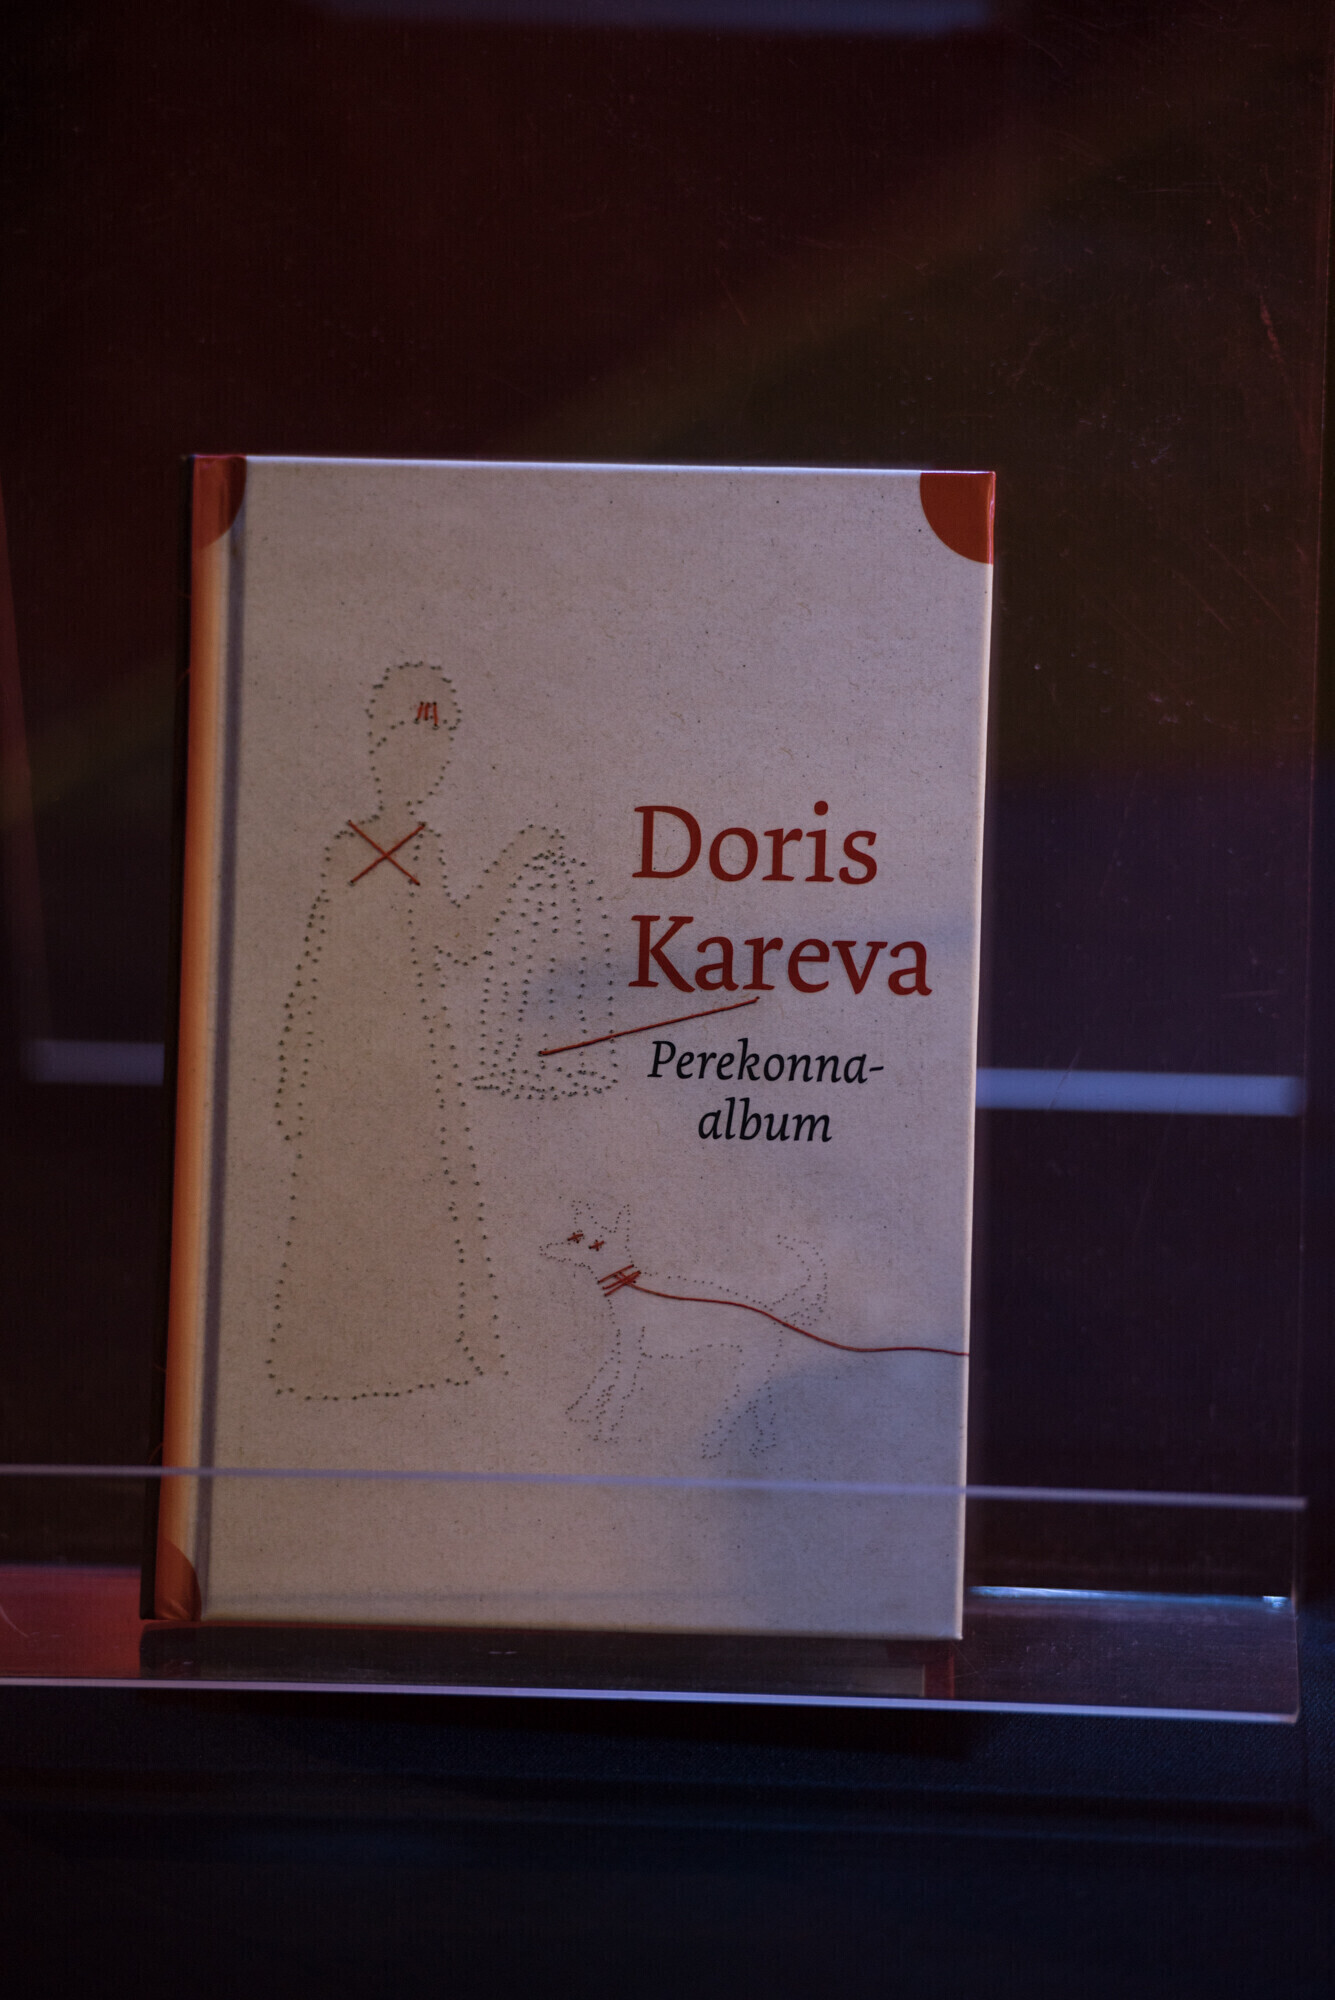 Doris
Kareva
Perekonna-
album